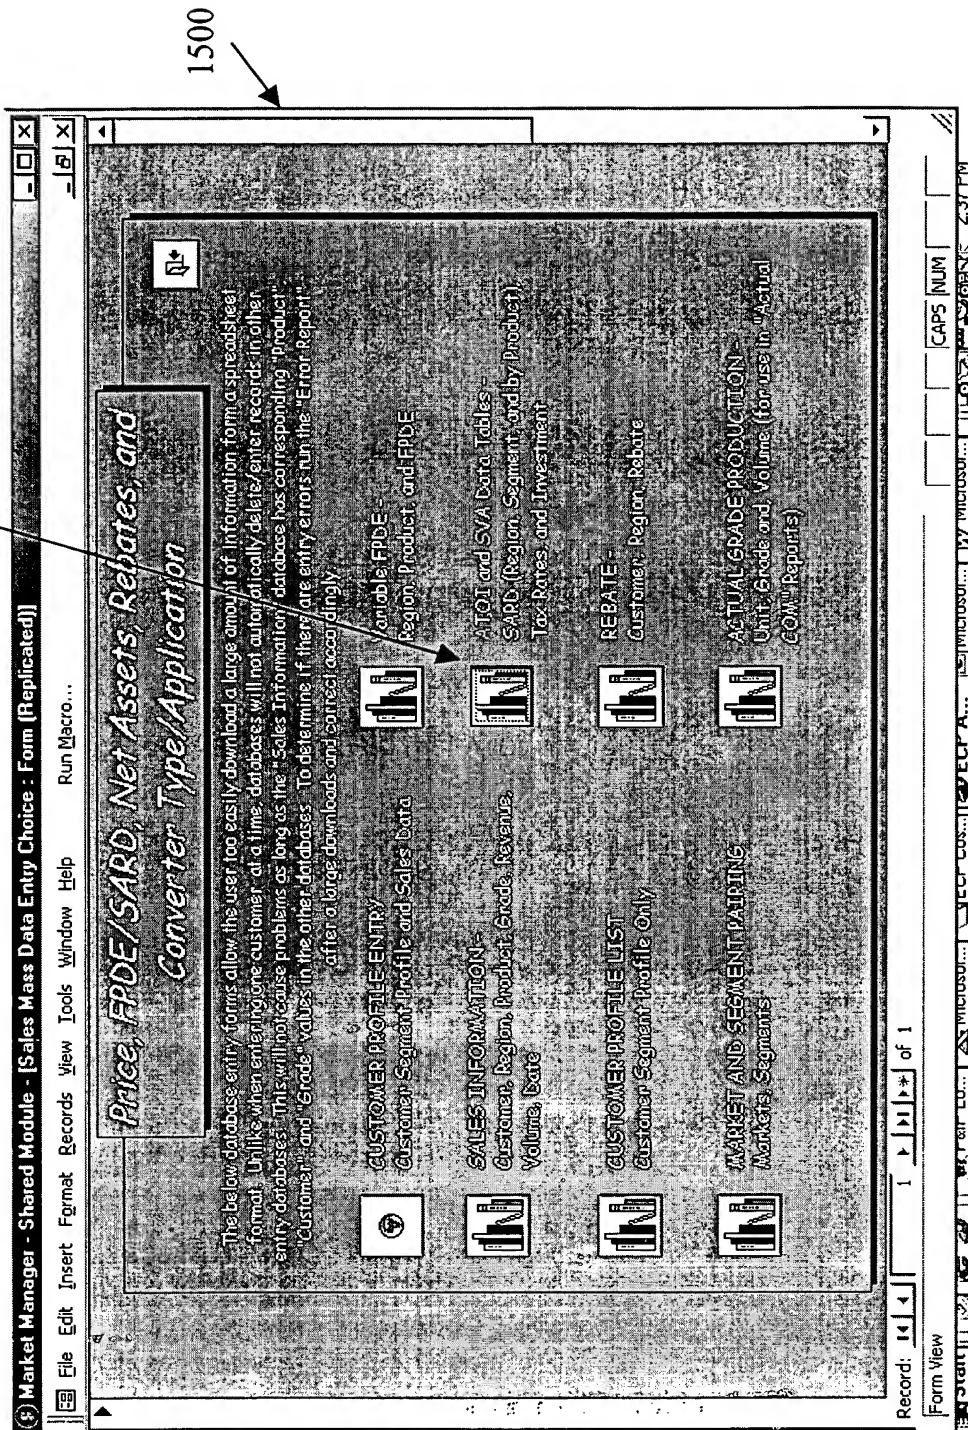 1500
Market Manager - Shared Module - [Sales Mass Data Entry Choice : Form [Replicated]]
File Edit Insert Format Records View Tools Window Help Run Macro...
Price, FPDE/SARD, Net Assets, Rebates, and
Converter Type/Application
The below database entry forms allow the user too easily download a large amount of information form a spreadsheet
format. Unlike when entering one customer at a time, databases will not automatically delete/enter records in other
entry databases. This will not cause problems as long as the "Sales Information" database has corresponding "Product"
"Customer" and "Grade" values in the other databases. To determine if there are entry errors run the "Error Report"
after a large downloads and correct accordingly.
CUSTOMER PROFILE ENTRY
Customer Segment Profile and Sales Data
Variable FPDE -
Region Product and FPDE
SALES INFORMATION -
Customer, Region, Product, Grade, Revenue,
Volume, Date
ATOI and SVA Data Tables -
SARD, (Region, Segment, and by Product),
Tax Rates and Investment
CUSTOMER PROFILE LIST
Customer Segment Profile Only
REBATE -
Customer, Region, Rebate
MARKET AND SEGMENT PAIRING
Markets, Segments
ACTUAL GRADE PRODUCTION -
Unit, Grade and, Volume (for use in "Actual
COM" Reports)
Record: 1 of 1
Form View CAPS NUM
Start 2:37 PM